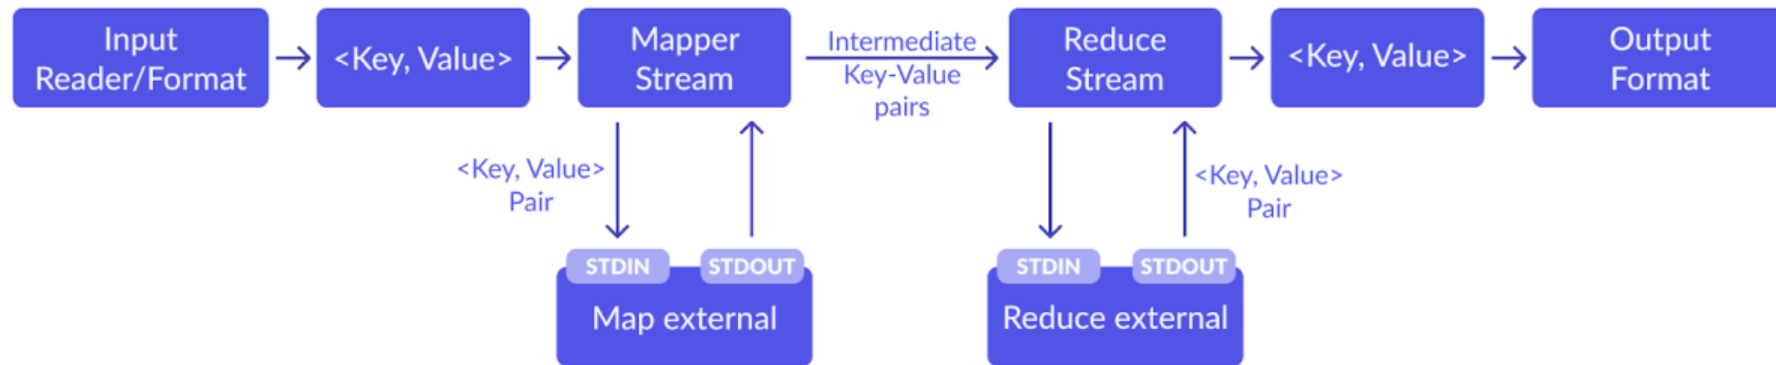 Input
Reader/Format
<Key, Value>
Mapper
Stream
Intermediate
Key-Value
pairs
Reduce
Stream
<Key, Value>
Output
Format
<Key, Value>
Pair
<Key, Value>
Pair
STDIN
STDOUT
Map external
STDIN
STDOUT
Reduce external